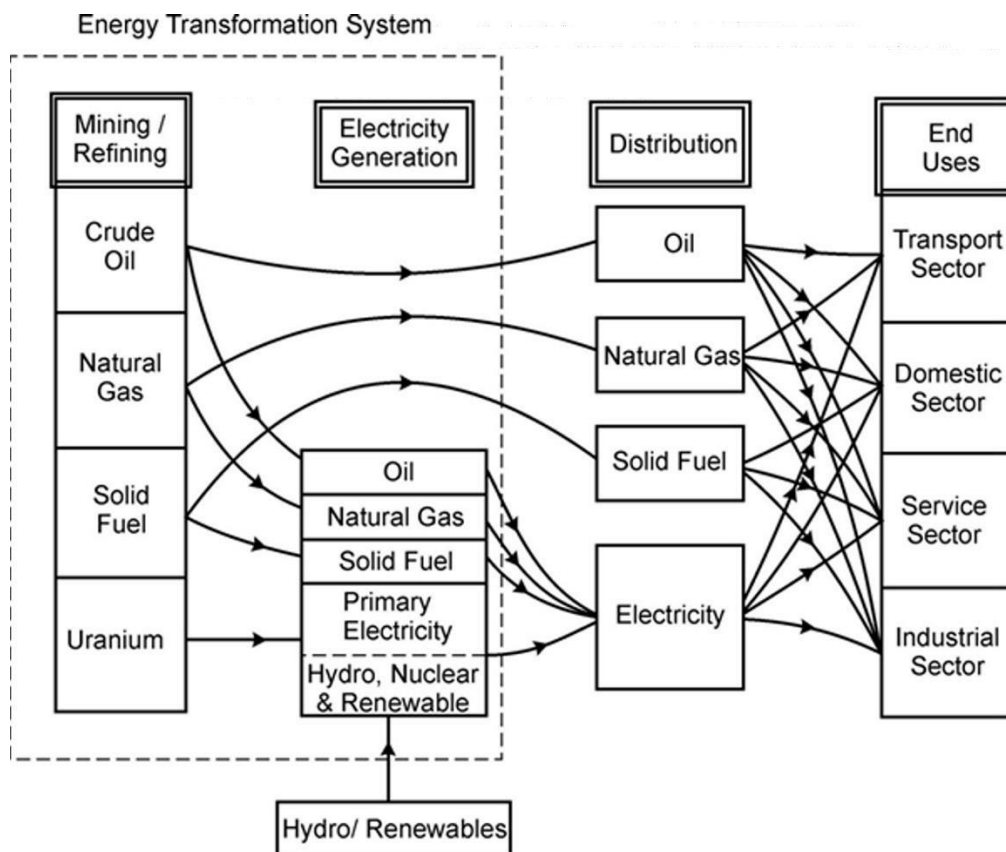 Energy Transformation System
Mining /
Refining
Electricity
Generation
Distribution
End
Uses
Crude
Oil
Natural
Gas
Solid
Fuel
Uranium
Oil
Natural Gas
Solid Fuel
Primary
Electricity
Hydro, Nuclear
& Renewable
Hydro/ Renewables
Oil
Natural Gas
Solid Fuel
Electricity
Transport
Sector
Domestic
Sector
Service
Sector
Industrial
Sector